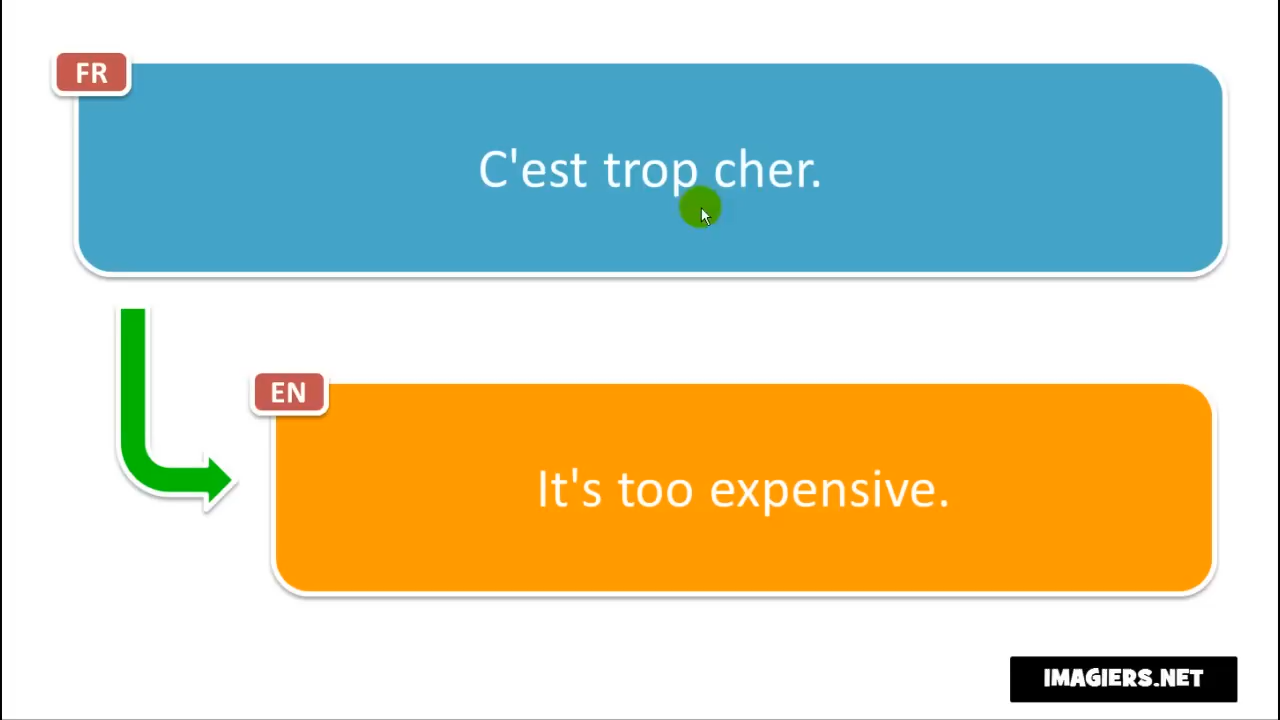 FR
C'est trop cher.
EN
It's too expensive.
IMAGIERS.NET